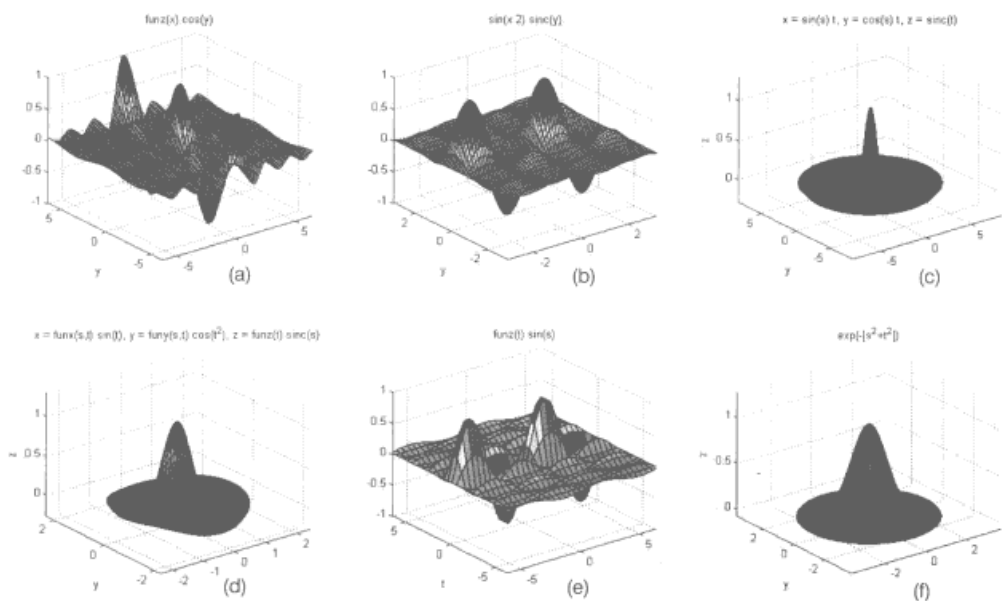 funz(x) cos(y)
1
0.5
0
-0.5
-1
5
0
-5
y
-5
0
5
(a)
sin(x 2) sinc(y)
1
0.5
0
-0.5
-1
2
0
-2
y
-2
0
2
(b)
x = sin(s) t, y = cos(s) t, z = sinc(t)
z
1
0.5
0
5
0
-5
y
-5
0
5
(c)
x = funx(s,t) sin(t), y = funy(s,t) cos(t²), z = funz(t) sinc(s)
z
1
0.5
0
2
0
-2
y
-2
-1
0
1
2
(d)
funz(t) sin(s)
1
0.5
0
-0.5
-1
5
0
-5
t
-5
0
5
(e)
exp(-[s²+t²])
z
1
0.5
0
2
0
-2
y
-2
0
2
(f)